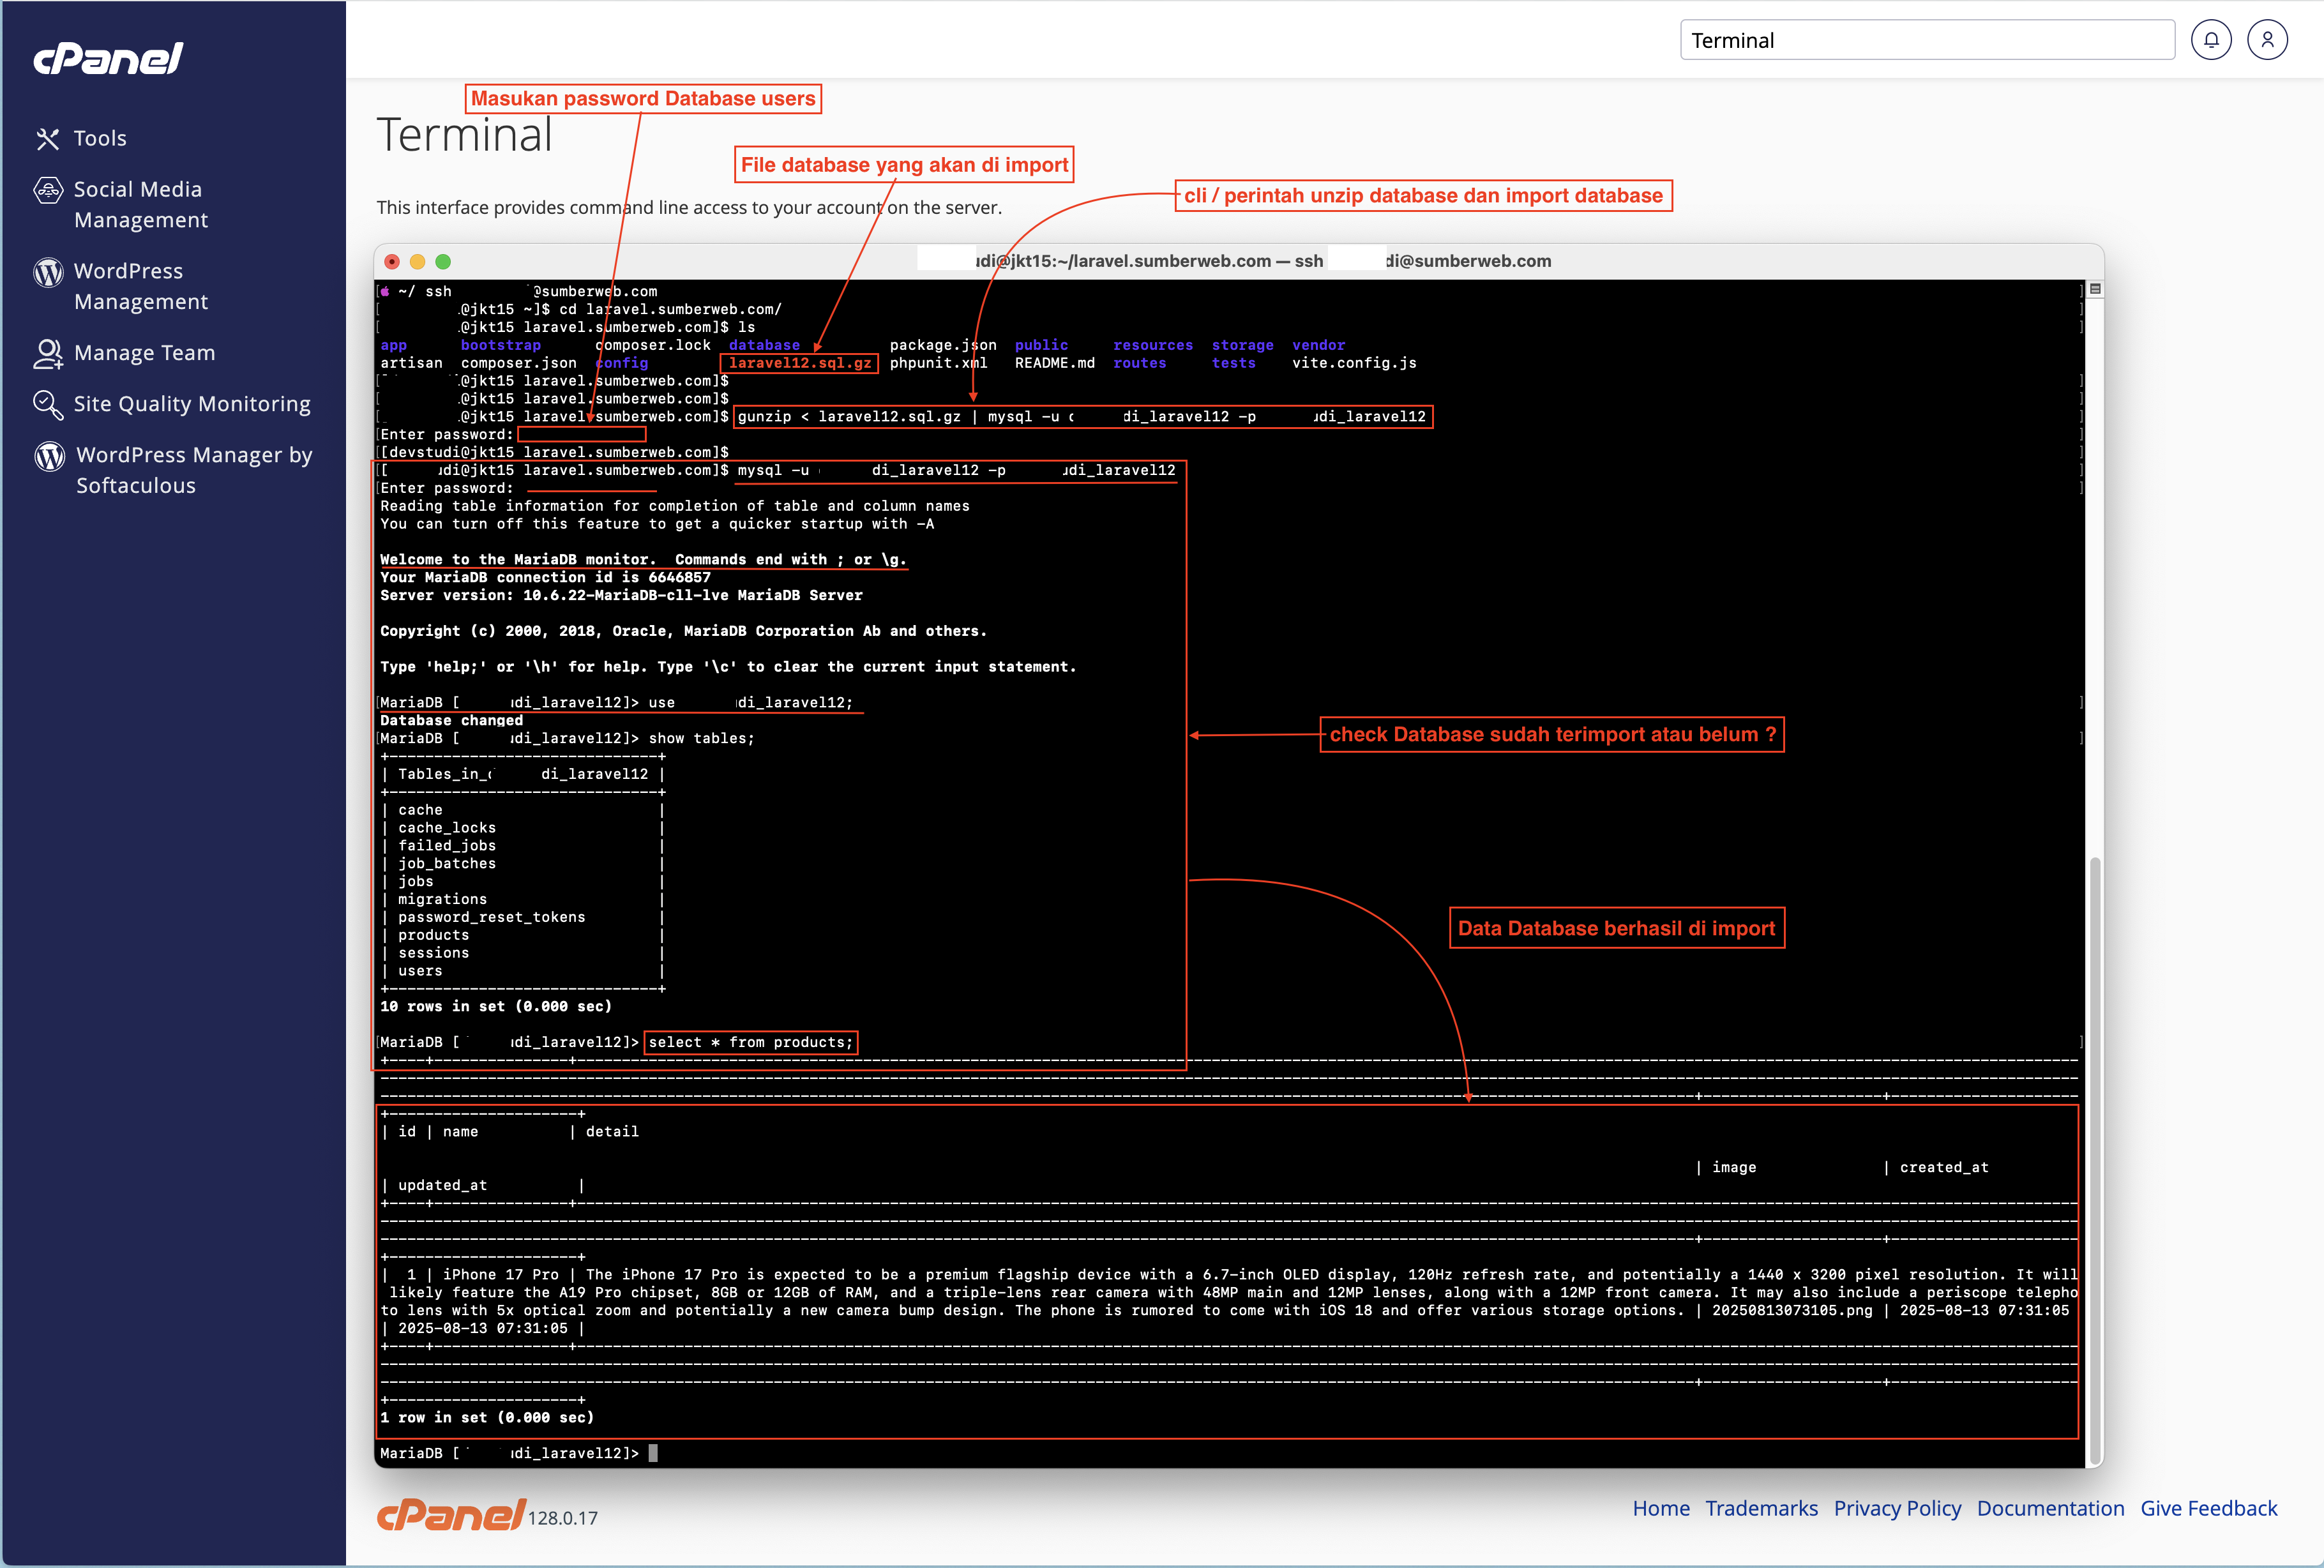 cPanel
Terminal
Tools
Social Media
Management
WordPress
Management
Manage Team
Site Quality Monitoring
WordPress Manager by
Softaculous
Masukan password Database users
Terminal
File database yang akan di import
cli / perintah unzip database dan import database
This interface provides command line access to your account on the server.
udi@jkt15:~/laravel.sumberweb.com — ssh di@sumberweb.com
~/ ssh @sumberweb.com
@jkt15 ~]$ cd laravel.sumberweb.com/
@jkt15 laravel.sumberweb.com]$ ls
app bootstrap composer.lock database package.json public resources storage vendor
artisan composer.json config laravel12.sql.gz phpunit.xml README.md routes tests vite.config.js
@jkt15 laravel.sumberweb.com]$
@jkt15 laravel.sumberweb.com]$
@jkt15 laravel.sumberweb.com]$ gunzip < laravel12.sql.gz | mysql -u di_laravel12 -p udi_laravel12
Enter password:
[devstudi@jkt15 laravel.sumberweb.com]$
[ udi@jkt15 laravel.sumberweb.com]$ mysql -u di_laravel12 -p udi_laravel12
Enter password:
Reading table information for completion of table and column names
You can turn off this feature to get a quicker startup with -A
Welcome to the MariaDB monitor.  Commands end with ; or \g.
Your MariaDB connection id is 6646857
Server version: 10.6.22-MariaDB-cll-lve MariaDB Server
Copyright (c) 2000, 2018, Oracle, MariaDB Corporation Ab and others.
Type 'help;' or '\h' for help. Type '\c' to clear the current input statement.
MariaDB [ udi_laravel12]> use di_laravel12;
Database changed
MariaDB [ udi_laravel12]> show tables;
check Database sudah terimport atau belum ?
| Tables_in_ di_laravel12 |
| cache |
| cache_locks |
| failed_jobs |
| job_batches |
| jobs |
| migrations |
| password_reset_tokens |
| products |
| sessions |
| users |
Data Database berhasil di import
10 rows in set (0.000 sec)
MariaDB [ udi_laravel12]> select * from products;
| id | name | detail
| image | created_at
| updated_at |
| 1 | iPhone 17 Pro | The iPhone 17 Pro is expected to be a premium flagship device with a 6.7-inch OLED display, 120Hz refresh rate, and potentially a 1440 x 3200 pixel resolution. It will
likely feature the A19 Pro chipset, 8GB or 12GB of RAM, and a triple-lens rear camera with 48MP main and 12MP lenses, along with a 12MP front camera. It may also include a periscope telepho
to lens with 5x optical zoom and potentially a new camera bump design. The phone is rumored to come with iOS 18 and offer various storage options. | 20250813073105.png | 2025-08-13 07:31:05
| 2025-08-13 07:31:05 |
1 row in set (0.000 sec)
MariaDB [ udi_laravel12]>
cPanel 128.0.17
Home Trademarks Privacy Policy Documentation Give Feedback